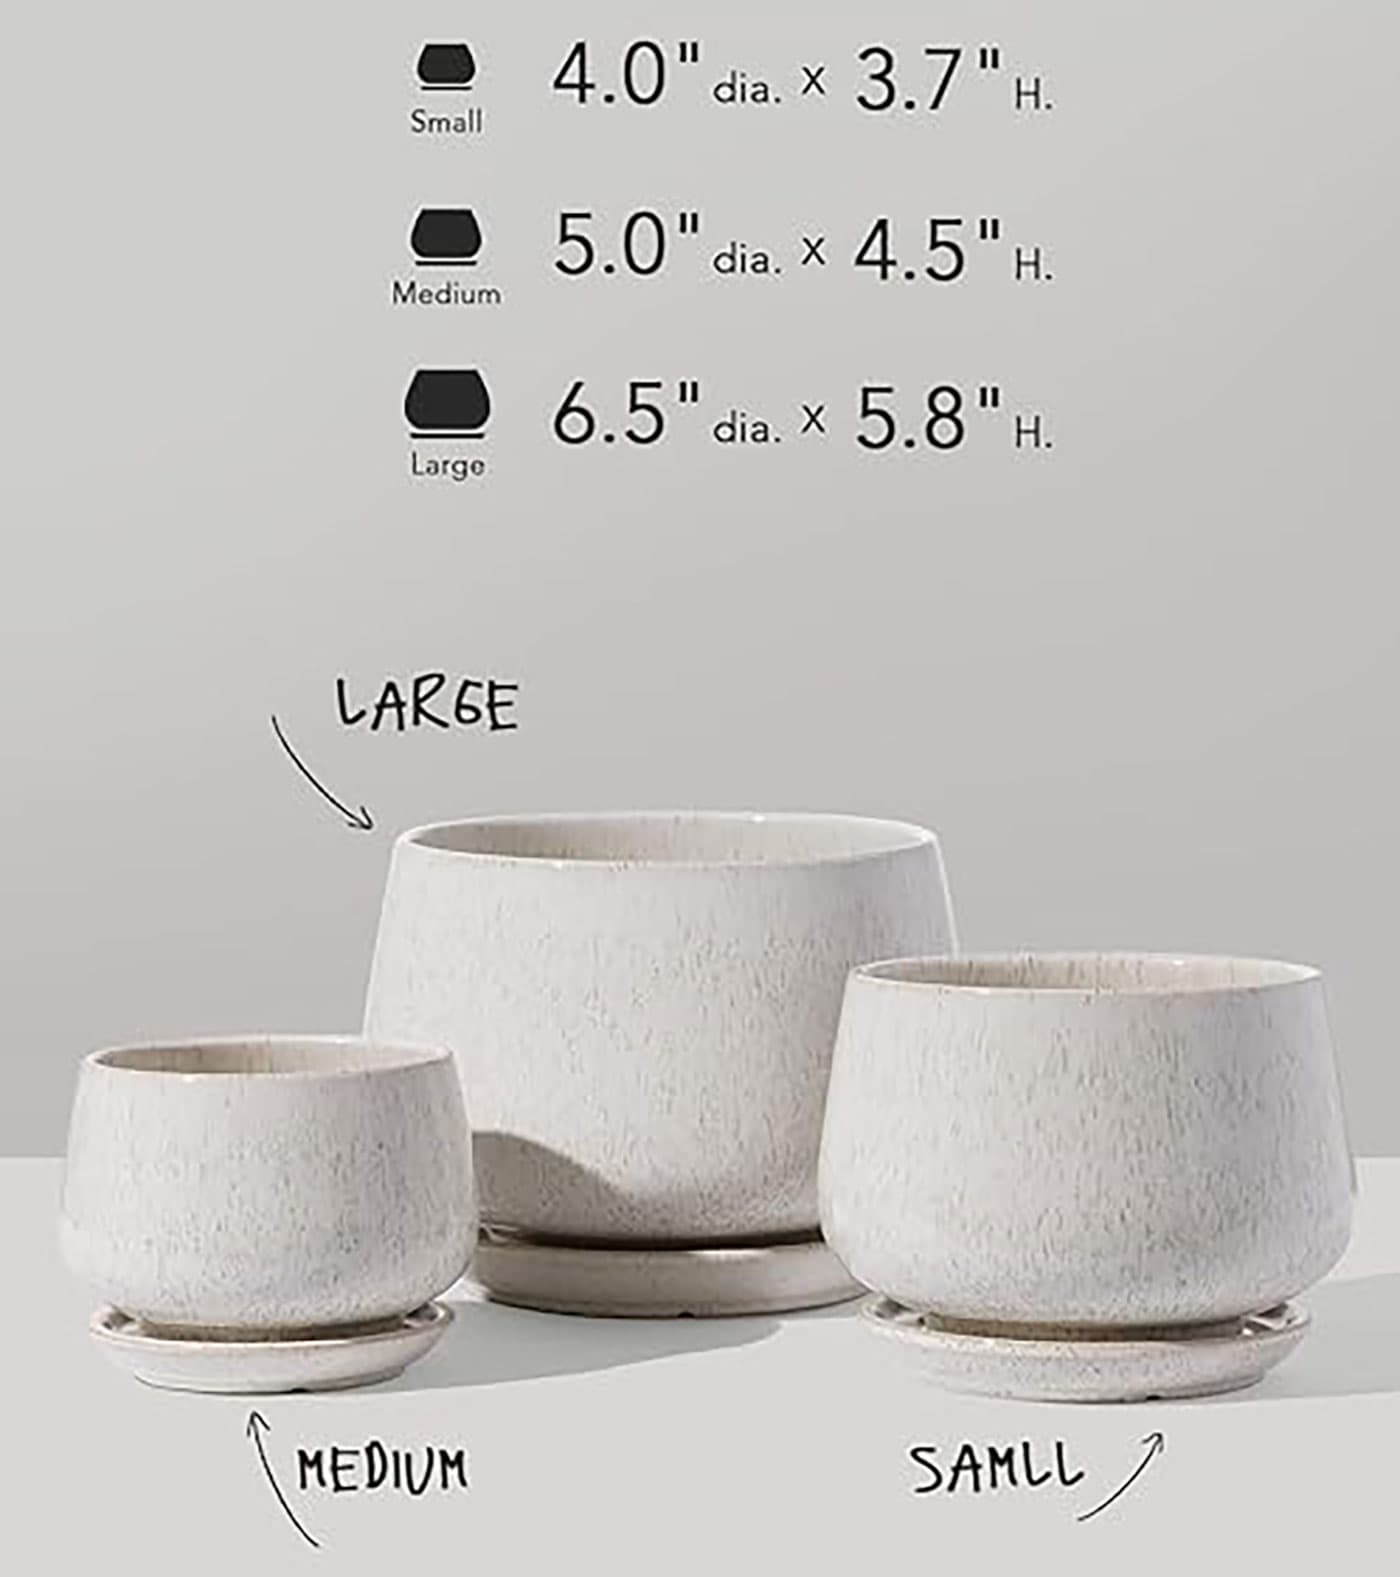 4.0" dia. x 3.7" H.
Small
5.0" dia. x 4.5" H.
Medium
6.5" dia. x 5.8" H.
Large
LARGE
MEDIUM
SAMLL